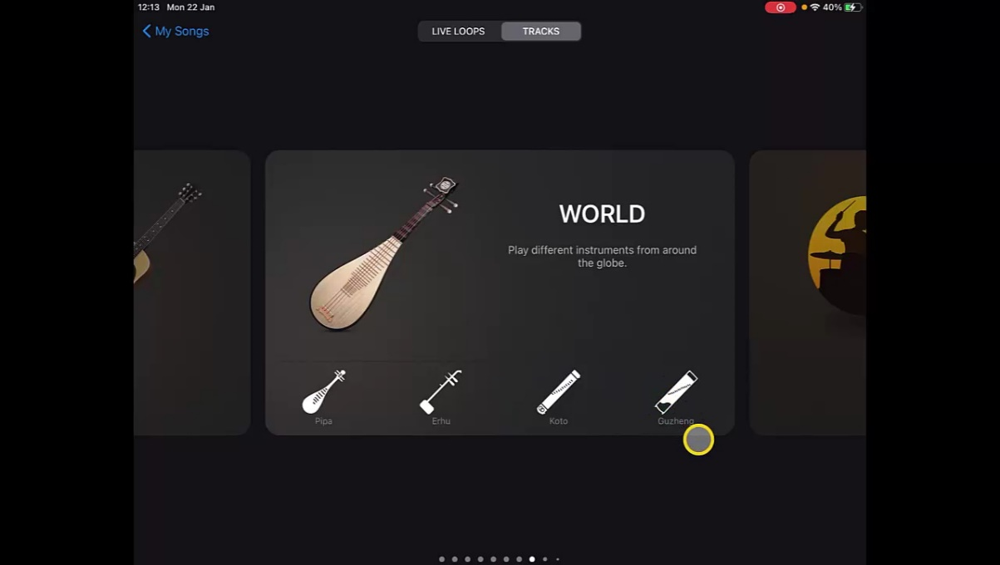 12:13 Mon 22 Jan
40%
My Songs
LIVE LOOPS
TRACKS
WORLD
Play different instruments from around
the globe.
Pipa
Erhu
Koto
Guzheng